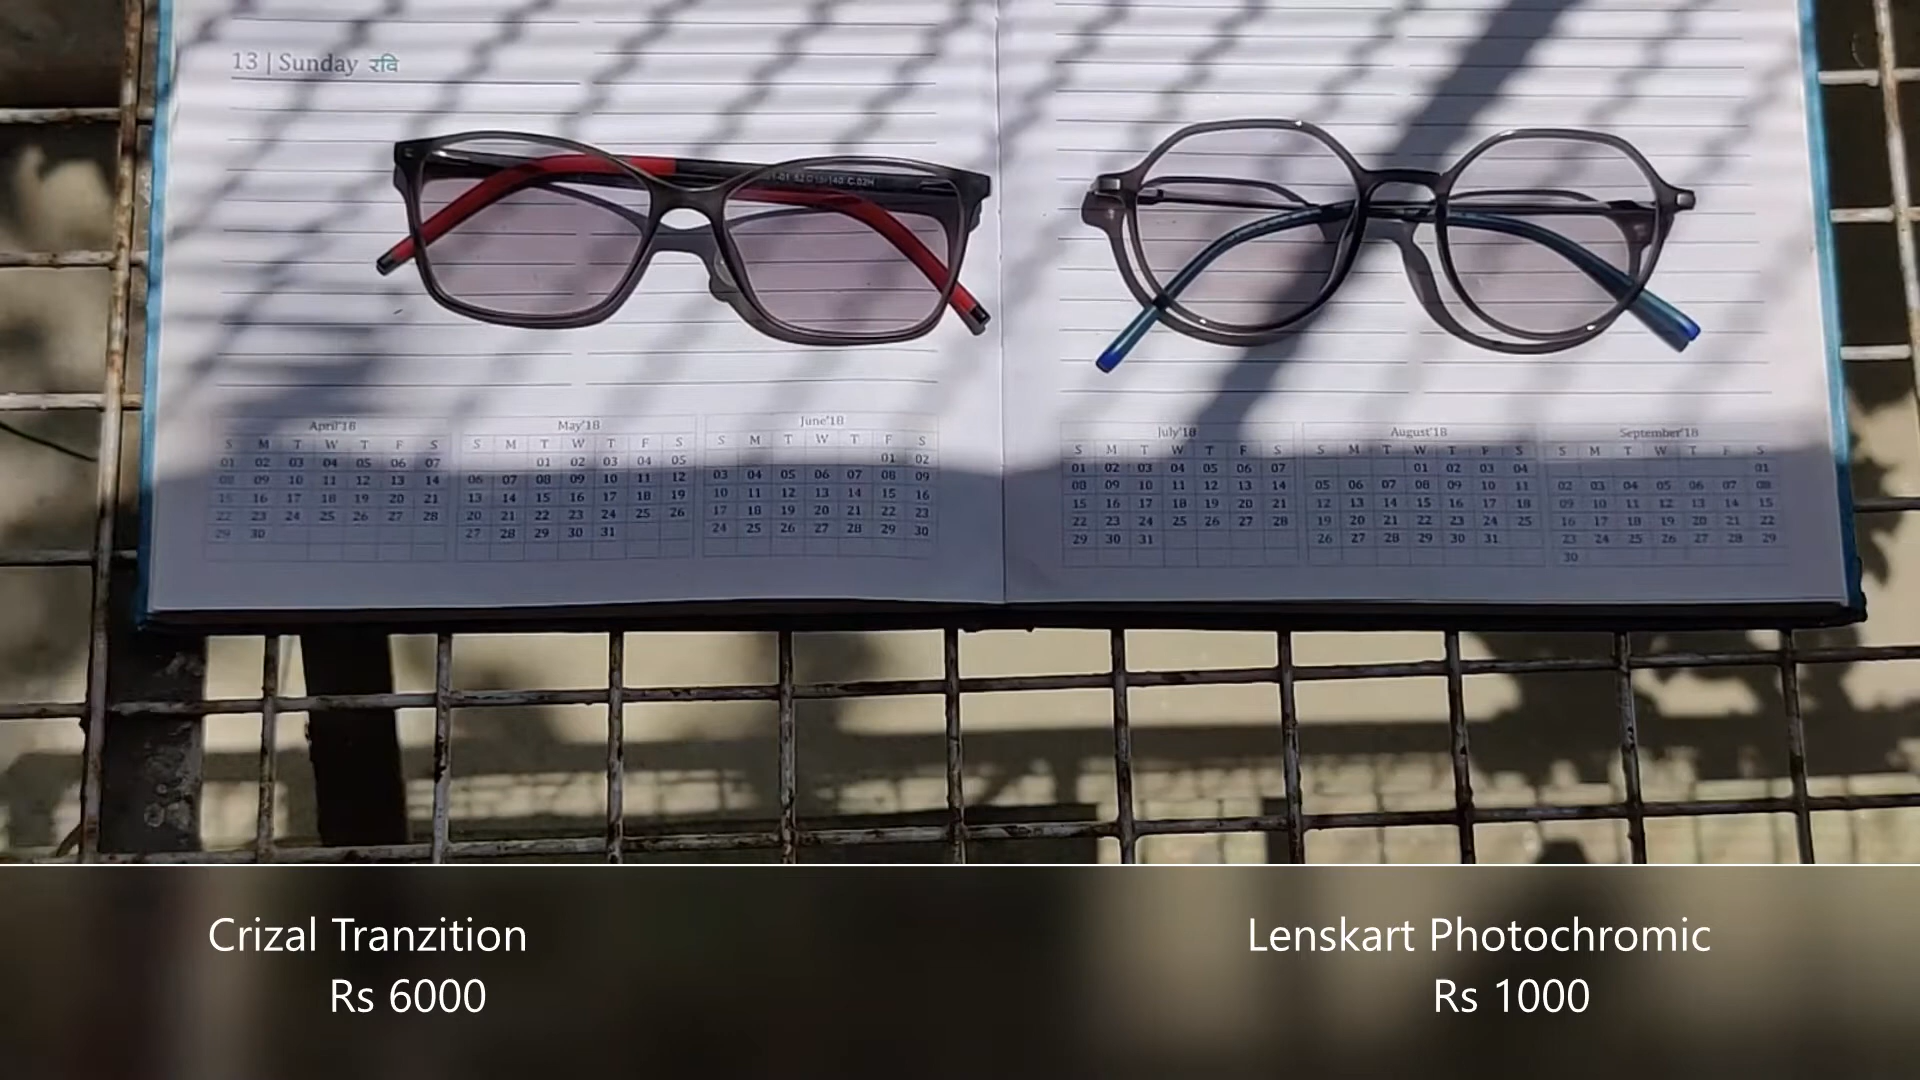 13 | Sunday रवि
April'18
S M T W T F S
01 02 03 04 05 06 07
08 09 10 11 12 13 14
15 16 17 18 19 20 21
22 23 24 25 26 27 28
29 30
May'18
S M T W T F S
01 02 03 04 05
06 07 08 09 10 11 12
13 14 15 16 17 18 19
20 21 22 23 24 25 26
27 28 29 30 31
June'18
S M T W T F S
01 02
03 04 05 06 07 08 09
10 11 12 13 14 15 16
17 18 19 20 21 22 23
24 25 26 27 28 29 30
July'18
S M T W T F S
01 02 03 04 05 06 07
08 09 10 11 12 13 14
15 16 17 18 19 20 21
22 23 24 25 26 27 28
29 30 31
August'18
S M T W T F S
01 02 03 04
05 06 07 08 09 10 11
12 13 14 15 16 17 18
19 20 21 22 23 24 25
26 27 28 29 30 31
September'18
S M T W T F S
01
02 03 04 05 06 07 08
09 10 11 12 13 14 15
16 17 18 19 20 21 22
23 24 25 26 27 28 29
30
Crizal Tranzition
Rs 6000
Lenskart Photochromic
Rs 1000